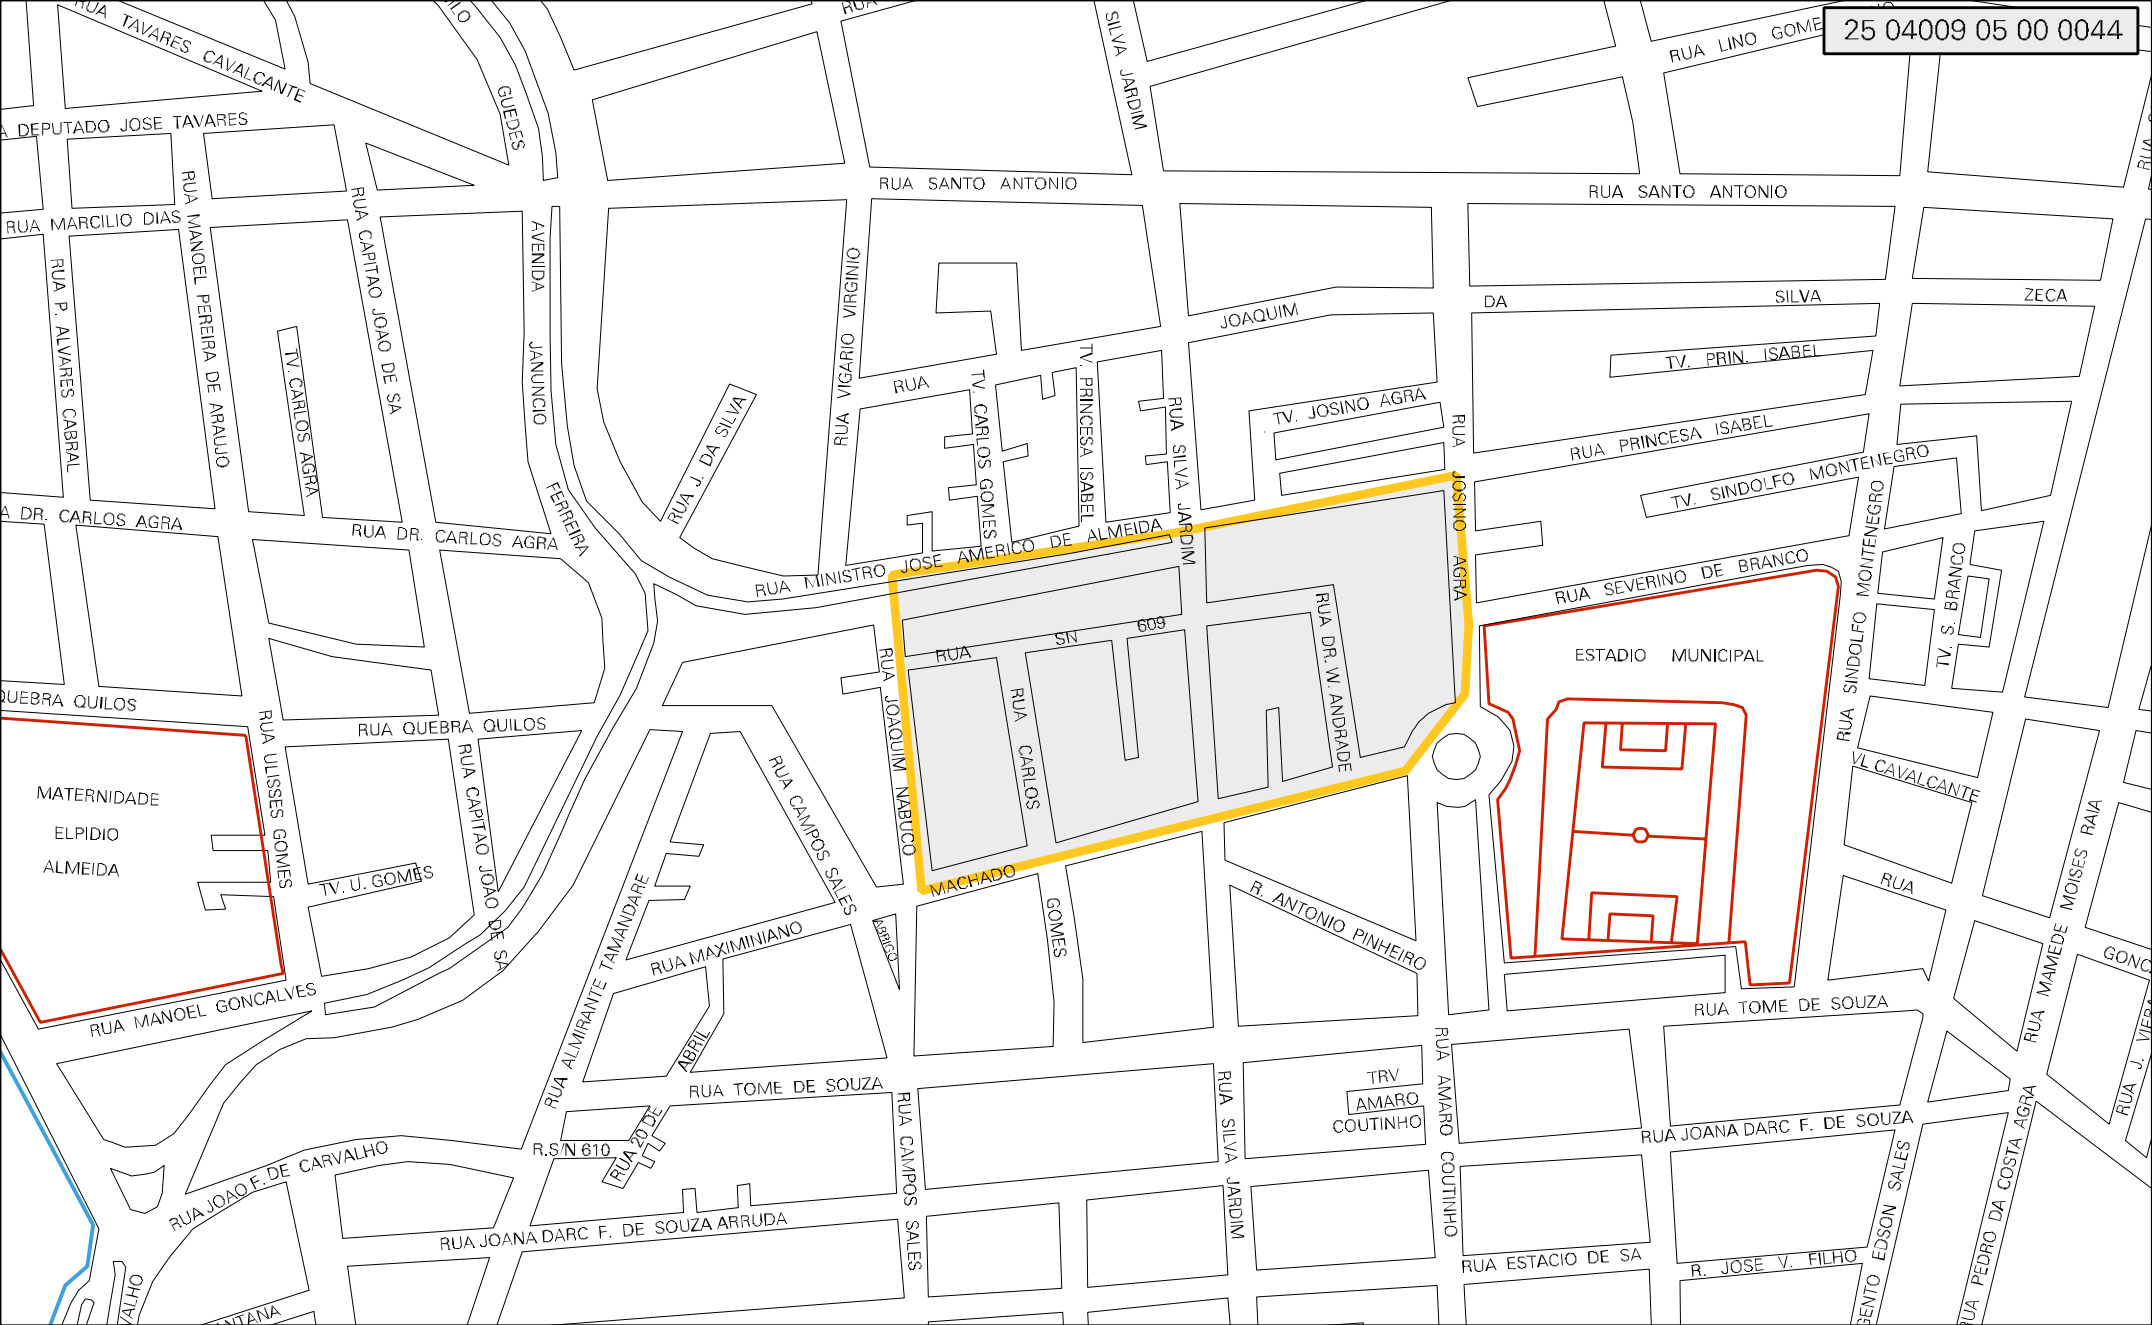 25 04009 05 00 0044
RUA TAVARES CAVALCANTE
GUEDES
RUA
SILVA JARDIM
RUA LINO GOME
DEPUTADO JOSE TAVARES
RUA MARCILIO DIAS
RUA MANOEL PEREIRA DE ARAUJO
RUA CAPITAO JOAO DE SA
RUA P. ALVARES CABRAL
TV. CARLOS AGRA
AVENIDA JANUNCIO FERREIRA
RUA SANTO ANTONIO
RUA SANTO ANTONIO
RUA VIGARIO VIRGINIO
RUA JOAQUIM DA SILVA ZECA
RUA J. DA SILVA
TV. CARLOS GOMES
TV. PRINCESA ISABEL
RUA SILVA JARDIM
TV. JOSINO AGRA
RUA JOSINO AGRA
TV. PRIN. ISABEL
RUA PRINCESA ISABEL
TV. SINDOLFO MONTENEGRO
RUA SINDOLFO MONTENEGRO
RUA SEVERINO DE BRANCO
TV. S. BRANCO
A DR. CARLOS AGRA
RUA DR. CARLOS AGRA
RUA MINISTRO JOSE AMERICO DE ALMEIDA
RUA SN 609
RUA DR. W. ANDRADE
RUA JOAQUIM NABUCO
RUA CARLOS
GOMES
ESTADIO MUNICIPAL
QUEBRA QUILOS
RUA QUEBRA QUILOS
RUA ULISSES GOMES
RUA CAPITAO JOAO DE SA
MATERNIDADE
ELPIDIO
ALMEIDA
TV. U. GOMES
RUA CAMPOS SALES
VL CAVALCANTE
RUA MAXIMINIANO MACHADO
ARRIGO
R. ANTONIO PINHEIRO
RUA
GONC
RUA MAMEDE MOISES RAIA
RUA ALMIRANTE TAMANDARE
RUA MANOEL GONCALVES
RUA TOME DE SOUZA
RUA TOME DE SOUZA
RUA 20 DE ABRIL
R.S/N 610
RUA CAMPOS SALES
RUA SILVA JARDIM
TRV
AMARO
COUTINHO
RUA AMARO COUTINHO
RUA JOANA DARC F. DE SOUZA
RUA J. VIEIRA
RUA JOAO F. DE CARVALHO
RUA JOANA DARC F. DE SOUZA ARRUDA
RUA ESTACIO DE SA
R. JOSE V. FILHO
GENTO EDSON SALES
RUA PEDRO DA COSTA AGRA
VALHO
NTANA